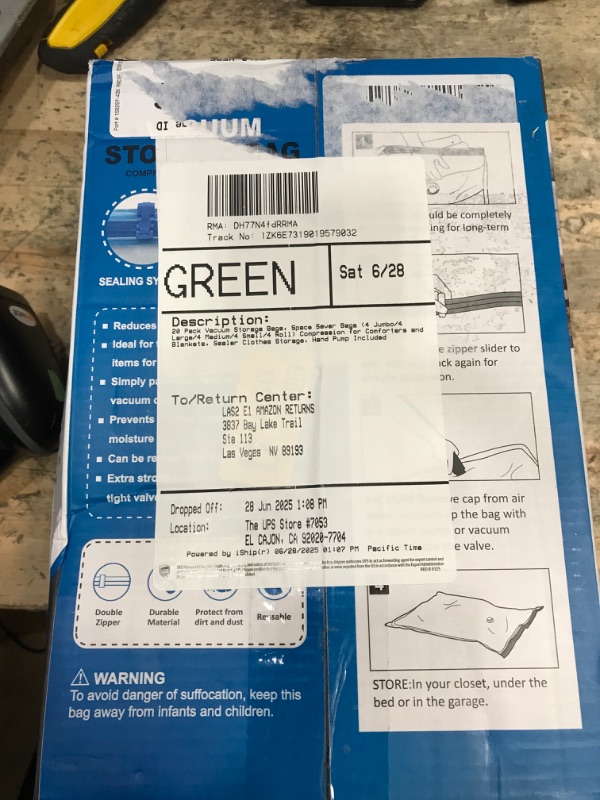 VACUUM
STO
AG
COMP
SEALING SY
Reduces
Ideal for
items for
Simply pa
vacuum
Prevents
moisture
Can be re
Extra stro
tight valve
RMA: DH77N4fdRRMA
Track No: 1ZK6E7319019579032
GREEN
Sat 6/28
Description:
20 Pack Vacuum Storage Bags, Space Saver Bags (4 Jumbo/4
Large/4 Medium/4 Small/4 Roll) Compression for Comforters and
Blankets, Sealer Clothes Storage, Hand Pump Included
To/Return Center:
LAS2 E1 AMAZON RETURNS
3837 Bay Lake Trail
Ste 113
Las Vegas NV 89193
Dropped Off: 28 Jun 2025 1:08 PM
Location: The UPS Store #7053
EL CAJON, CA 92020-7704
Powered by iShip(r) 06/28/2025 01:07 PM Pacific Time
1
uld be completely
ing for long-term
e zipper slider to
ck again for
on.
ve cap from air
p the bag with
or vacuum
e valve.
4
STORE:In your closet, under the
bed or in the garage.
Double
Zipper
Durable
Material
Protect from
dirt and dust
Reusable
WARNING
To avoid danger of suffocation, keep this
bag away from infants and children.